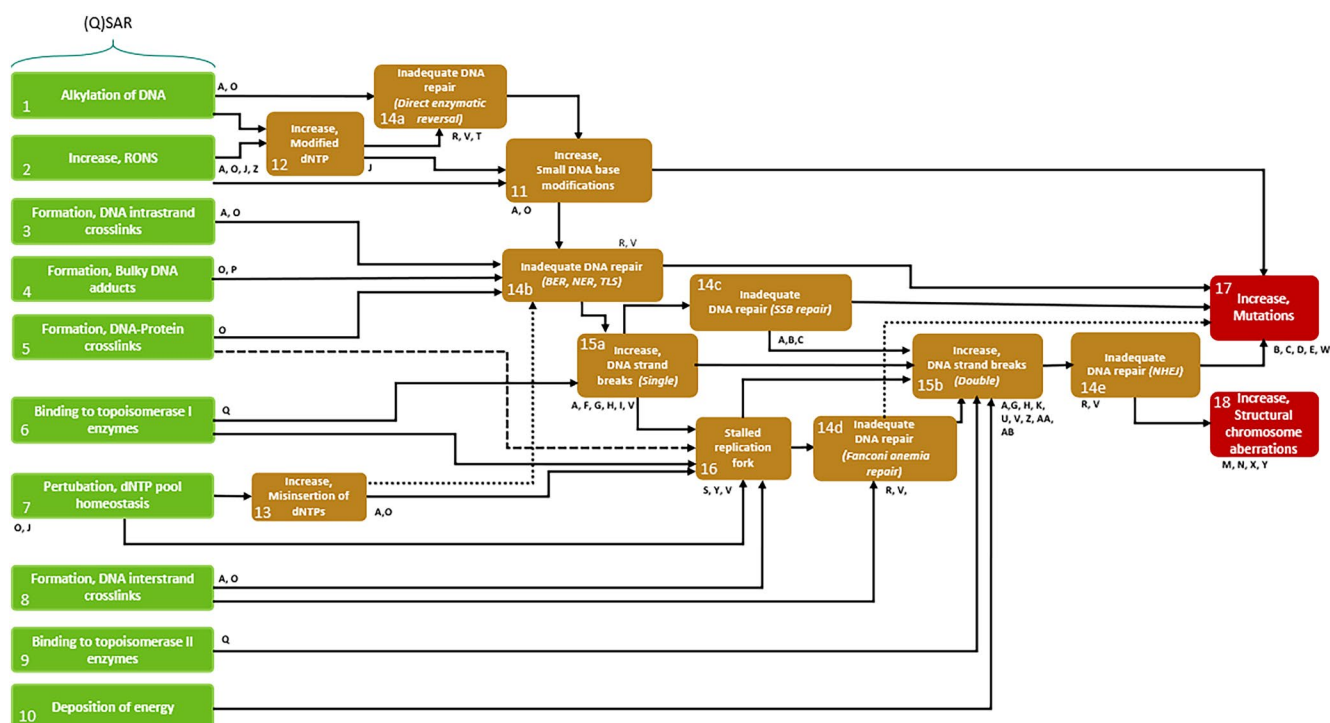 (Q)SAR
Alkylation of DNA
1
A, O
Increase, RONS
2
A, O, J, Z
Formation, DNA intrastrand
crosslinks
3
A, O
Formation, Bulky DNA
adducts
4
O, P
Formation, DNA-Protein
crosslinks
5
O
Binding to topoisomerase I
enzymes
6
Q
Pertubation, dNTP pool
homeostasis
7
O, J
Formation, DNA interstrand
crosslinks
8
A, O
Binding to topoisomerase II
enzymes
9
Q
Deposition of energy
10
Increase,
Modified
dNTP
12
J
Increase,
Misinsertion of
dNTPs
13
A,O
Inadequate DNA
repair
(Direct enzymatic
reversal)
14a
R, V, T
Increase,
Small DNA base
modifications
11
A, O
R, V
Inadequate DNA repair
(BER, NER, TLS)
14b
14c
Inadequate
DNA repair (SSB repair)
A,B,C
15a
Increase,
DNA strand
breaks (Single)
A, F, G, H, I, V
Stalled
replication
fork
16
S, Y, V
14d
Inadequate
DNA repair
(Fanconi anemia
repair)
R, V,
Increase,
DNA strand breaks
(Double)
15b
A,G, H, K,
U, V, Z, AA,
AB
Inadequate
DNA repair (NHEJ)
14e
R, V
17
Increase,
Mutations
B, C, D, E, W
18
Increase,
Structural
chromosome
aberrations
M, N, X, Y